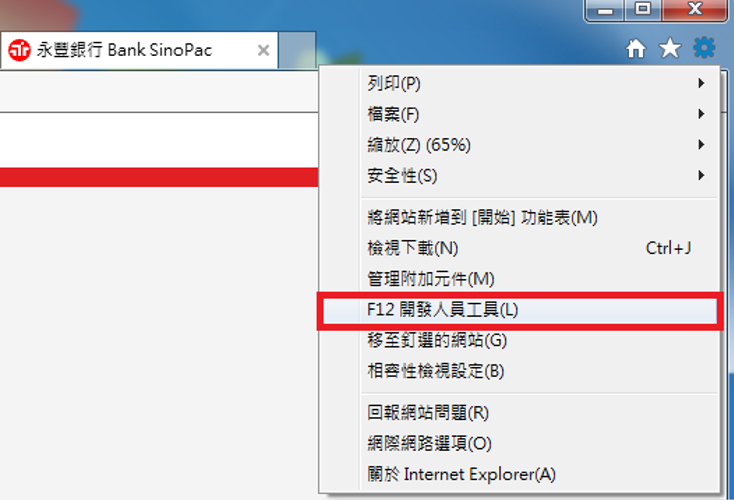 永豐銀行 Bank SinoPac
列印(P)
檔案(F)
縮放(Z) (65%)
安全性(S)
將網站新增到 [開始] 功能表(M)
檢視下載(N) Ctrl+J
管理附加元件(M)
F12 開發人員工具(L)
移至釘選的網站(G)
相容性檢視設定(B)
回報網站問題(R)
網際網路選項(O)
關於 Internet Explorer(A)